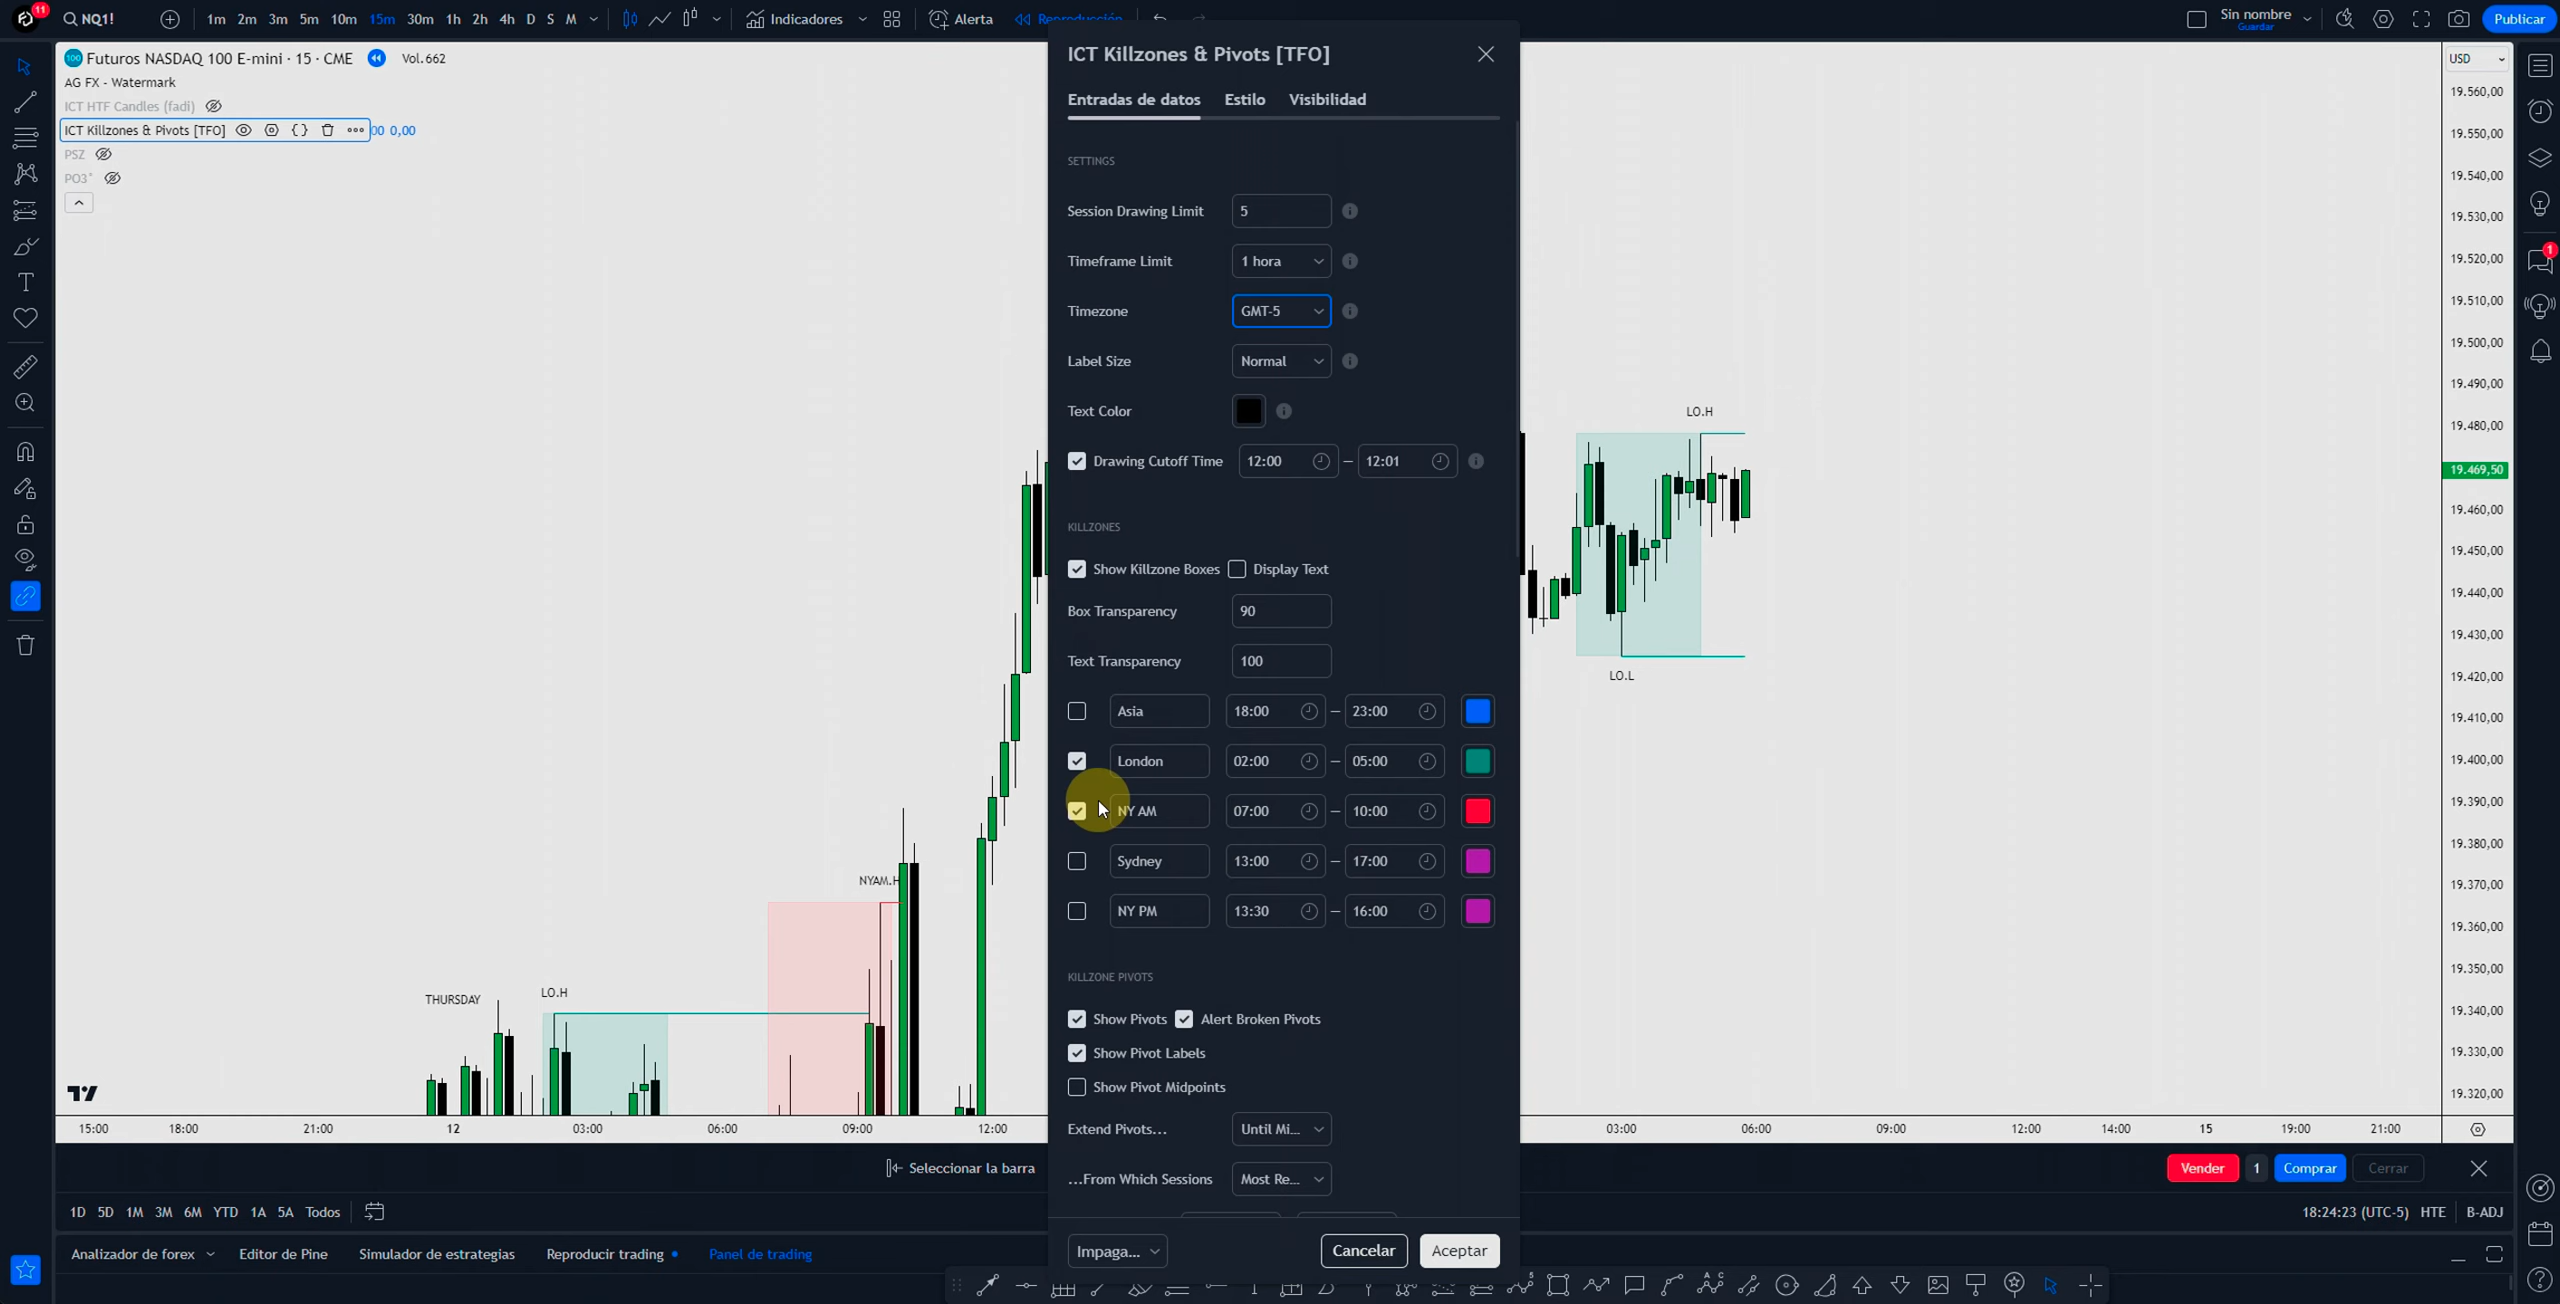 11
NQ1!
1m 2m 3m 5m 10m 15m 30m 1h 2h 4h D S M
Indicadores
Alerta
Reproducción
Sin nombre
Guardar
Publicar
Futuros NASDAQ 100 E-mini · 15 · CME
Vol.662
AG FX - Watermark
ICT HTF Candles (fadi)
ICT Killzones & Pivots [TFO]
00 0,00
PSZ
PO3°
THURSDAY
LO.H
NYAM.H
LO.H
LO.L
ICT Killzones & Pivots [TFO]
Entradas de datos Estilo Visibilidad
SETTINGS
Session Drawing Limit 5
Timeframe Limit 1 hora
Timezone GMT-5
Label Size Normal
Text Color
Drawing Cutoff Time 12:00 — 12:01
KILLZONES
Show Killzone Boxes Display Text
Box Transparency 90
Text Transparency 100
Asia 18:00 — 23:00
London 02:00 — 05:00
NY AM 07:00 — 10:00
Sydney 13:00 — 17:00
NY PM 13:30 — 16:00
KILLZONE PIVOTS
Show Pivots Alert Broken Pivots
Show Pivot Labels
Show Pivot Midpoints
Extend Pivots... Until Mi...
...From Which Sessions Most Re...
Impaga...
Cancelar
Aceptar
USD
19.560,00
19.550,00
19.540,00
19.530,00
19.520,00
19.510,00
19.500,00
19.490,00
19.480,00
19.469,50
19.460,00
19.450,00
19.440,00
19.430,00
19.420,00
19.410,00
19.400,00
19.390,00
19.380,00
19.370,00
19.360,00
19.350,00
19.340,00
19.330,00
19.320,00
1
15:00 18:00 21:00 12 03:00 06:00 09:00 12:00 03:00 06:00 09:00 12:00 14:00 15 19:00 21:00
Seleccionar la barra
Vender 1 Comprar Cerrar
1D 5D 1M 3M 6M YTD 1A 5A Todos
18:24:23 (UTC-5) HTE B-ADJ
Analizador de forex Editor de Pine Simulador de estrategias Reproducir trading Panel de trading